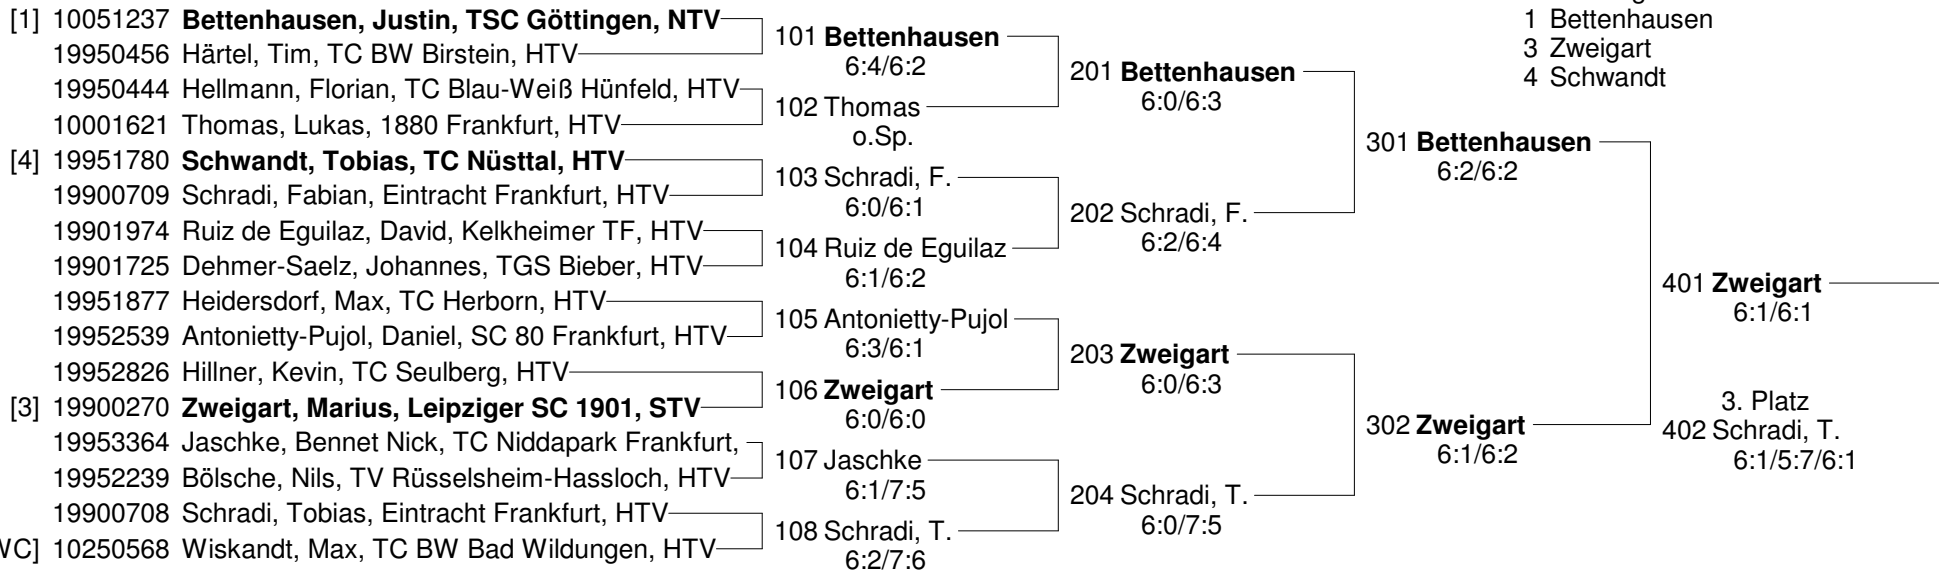 [1] 10051237 Bettenhausen, Justin, TSC Göttingen, NTV
19950456 Härtel, Tim, TC BW Birstein, HTV
19950444 Hellmann, Florian, TC Blau-Weiß Hünfeld, HTV
10001621 Thomas, Lukas, 1880 Frankfurt, HTV
[4] 19951780 Schwandt, Tobias, TC Nüsttal, HTV
19900709 Schradi, Fabian, Eintracht Frankfurt, HTV
19901974 Ruiz de Eguilaz, David, Kelkheimer TF, HTV
19901725 Dehmer-Saelz, Johannes, TGS Bieber, HTV
19951877 Heidersdorf, Max, TC Herborn, HTV
19952539 Antonietty-Pujol, Daniel, SC 80 Frankfurt, HTV
19952826 Hillner, Kevin, TC Seulberg, HTV
[3] 19900270 Zweigart, Marius, Leipziger SC 1901, STV
19953364 Jaschke, Bennet Nick, TC Niddapark Frankfurt,
19952239 Bölsche, Nils, TV Rüsselsheim-Hassloch, HTV
19900708 Schradi, Tobias, Eintracht Frankfurt, HTV
WC] 10250568 Wiskandt, Max, TC BW Bad Wildungen, HTV
101 Bettenhausen
6:4/6:2
102 Thomas
o.Sp.
103 Schradi, F.
6:0/6:1
104 Ruiz de Eguilaz
6:1/6:2
105 Antonietty-Pujol
6:3/6:1
106 Zweigart
6:0/6:0
107 Jaschke
6:1/7:5
108 Schradi, T.
6:2/7:6
201 Bettenhausen
6:0/6:3
202 Schradi, F.
6:2/6:4
203 Zweigart
6:0/6:3
204 Schradi, T.
6:0/7:5
301 Bettenhausen
6:2/6:2
302 Zweigart
6:1/6:2
401 Zweigart
6:1/6:1
3. Platz
402 Schradi, T.
6:1/5:7/6:1
1 Bettenhausen
3 Zweigart
4 Schwandt